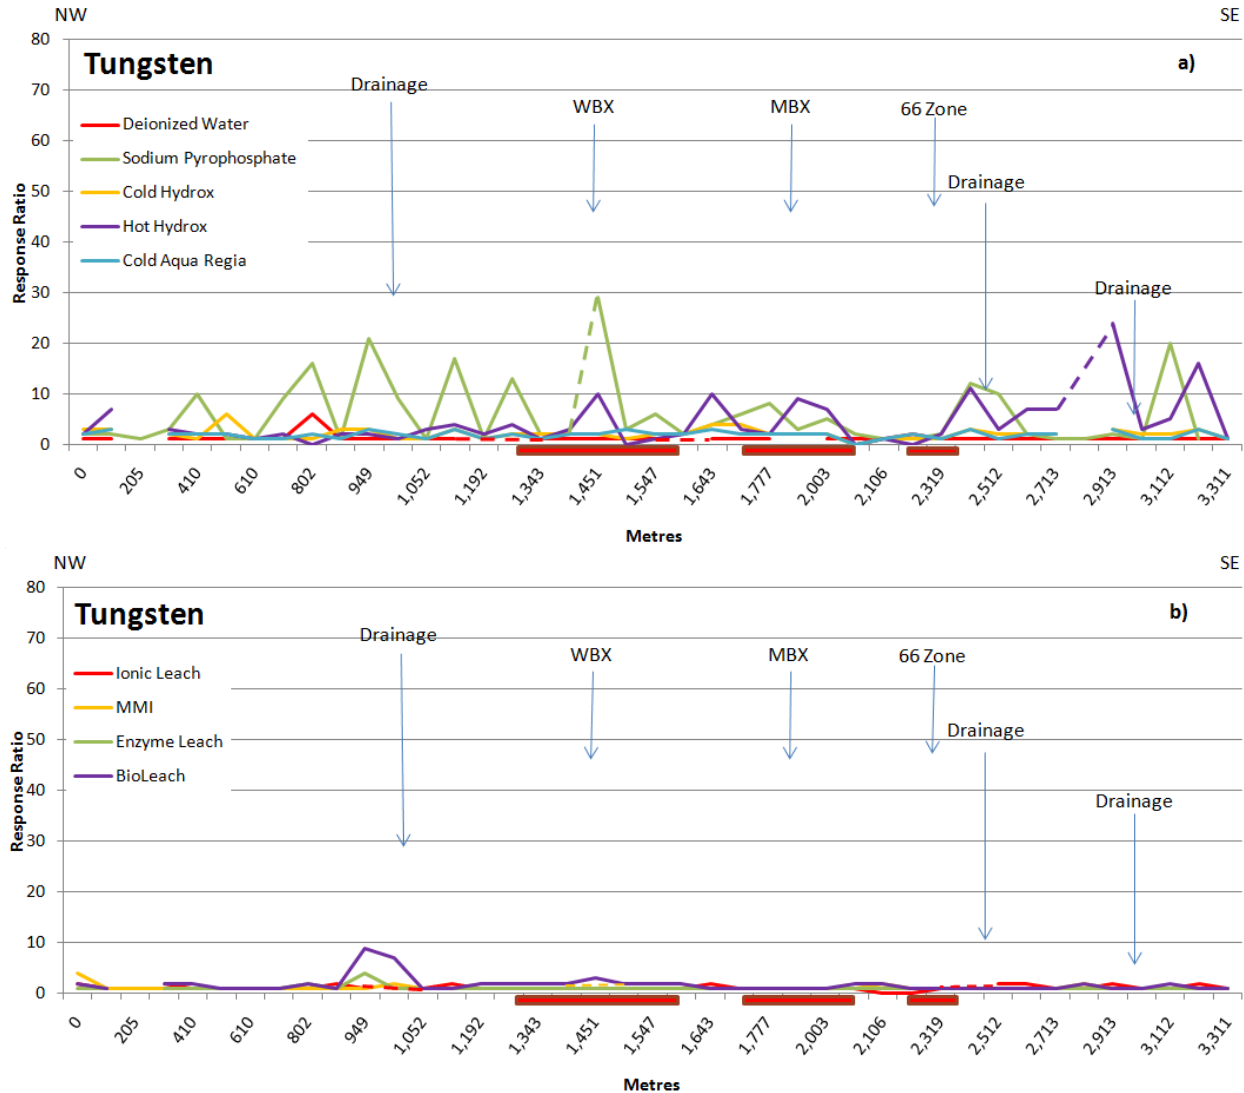 NW
SE
80
70
60
50
40
30
20
10
0
Response Ratio
Tungsten
a)
Deionized Water
Sodium Pyrophosphate
Cold Hydrox
Hot Hydrox
Cold Aqua Regia
Drainage
WBX
MBX
66 Zone
Drainage
Drainage
0 205 410 610 802 949 1,052 1,192 1,343 1,451 1,547 1,643 1,777 2,003 2,106 2,319 2,512 2,713 2,913 3,112 3,311
Metres
NW
SE
80
70
60
50
40
30
20
10
0
Response Ratio
Tungsten
b)
Ionic Leach
MMI
Enzyme Leach
BioLeach
Drainage
WBX
MBX
66 Zone
Drainage
Drainage
0 205 410 610 802 949 1,052 1,192 1,343 1,451 1,547 1,643 1,777 2,003 2,106 2,319 2,512 2,713 2,913 3,112 3,311
Metres